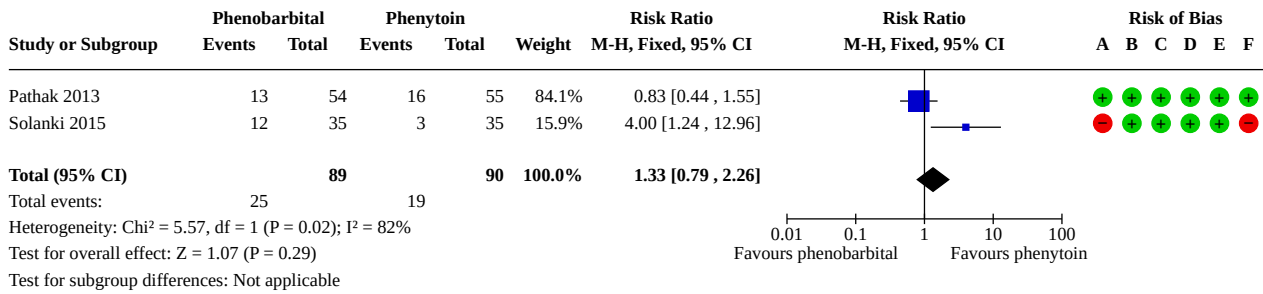 Phenobarbital Phenytoin Risk Ratio Risk Ratio Risk of Bias
Study or Subgroup Events Total Events Total Weight M-H, Fixed, 95% CI M-H, Fixed, 95% CI A B C D E F
Pathak 2013 13 54 16 55 84.1% 0.83 [0.44 , 1.55] + + + + + +
Solanki 2015 12 35 3 35 15.9% 4.00 [1.24 , 12.96] − + + + + −
Total (95% CI) 89 90 100.0% 1.33 [0.79 , 2.26]
Total events: 25 19
Heterogeneity: Chi² = 5.57, df = 1 (P = 0.02); I² = 82%
0.01 0.1 1 10 100
Test for overall effect: Z = 1.07 (P = 0.29) Favours phenobarbital Favours phenytoin
Test for subgroup differences: Not applicable